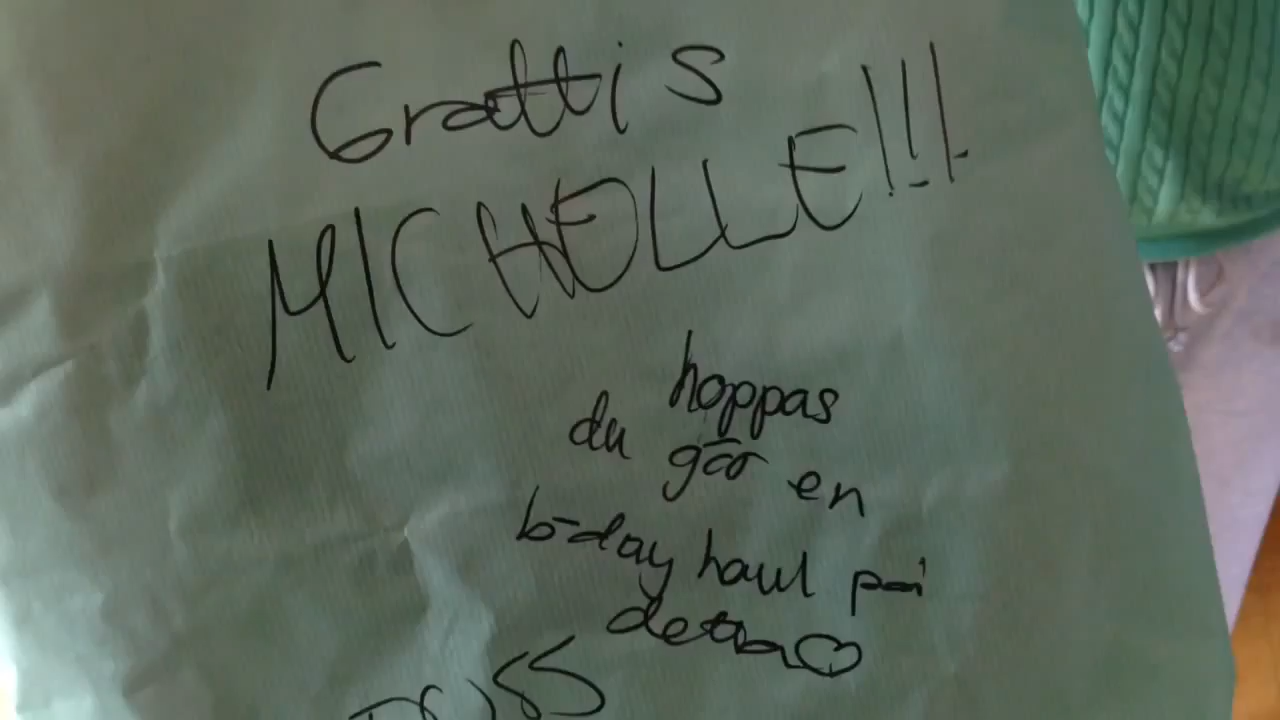 Grattis
MICHELLE!!!
hoppas
du gör en
b-day haul på
detta♡